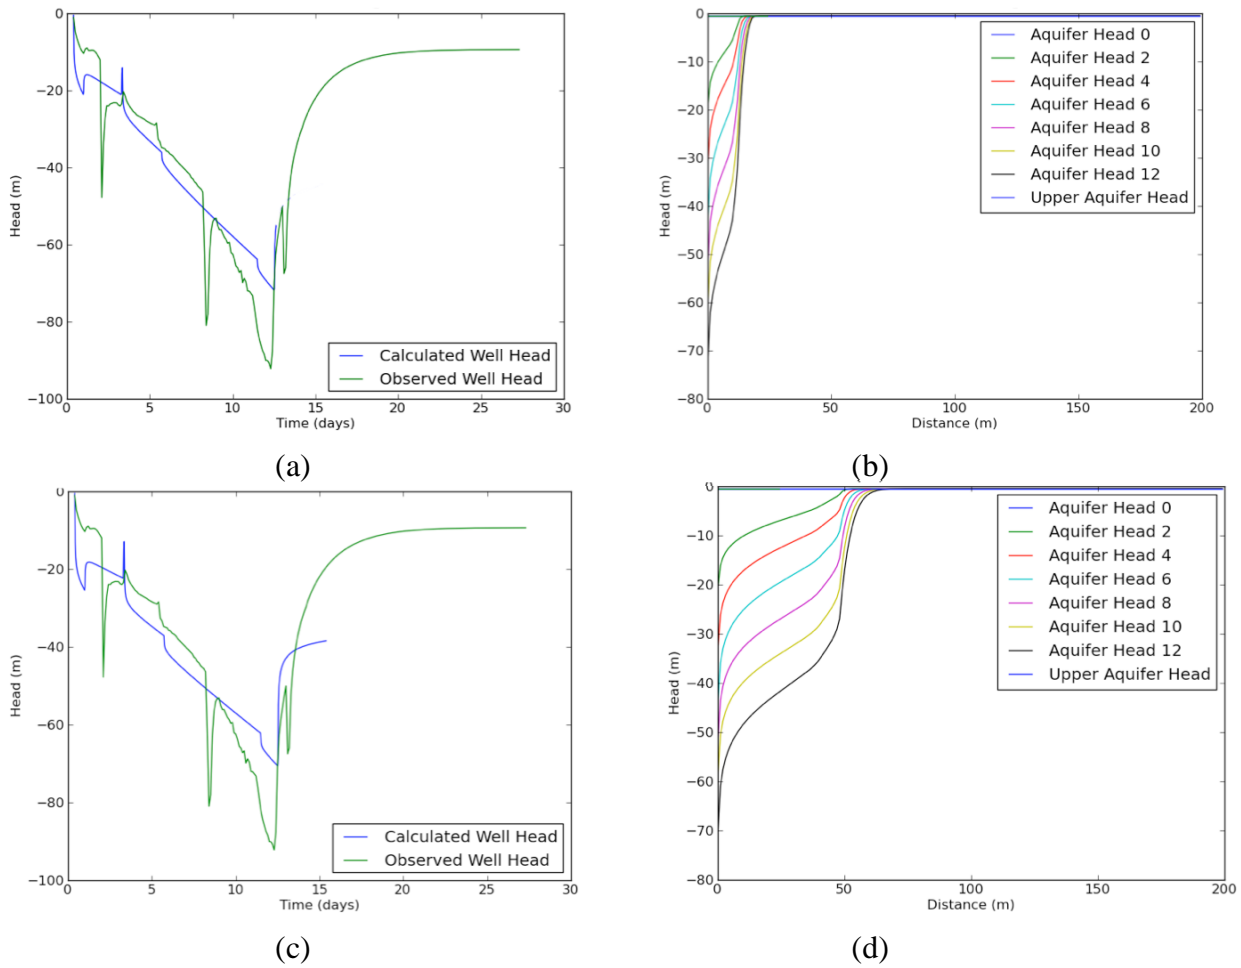 0
−20
−40
−60
−80
−100
Head (m)
0
5
10
15
20
25
30
Time (days)
Calculated Well Head
Observed Well Head
(a)
0
−10
−20
−30
−40
−50
−60
−70
−80
Head (m)
0
50
100
150
200
Distance (m)
Aquifer Head 0
Aquifer Head 2
Aquifer Head 4
Aquifer Head 6
Aquifer Head 8
Aquifer Head 10
Aquifer Head 12
Upper Aquifer Head
(b)
0
−20
−40
−60
−80
−100
Head (m)
0
5
10
15
20
25
30
Time (days)
Calculated Well Head
Observed Well Head
(c)
0
−10
−20
−30
−40
−50
−60
−70
−80
Head (m)
0
50
100
150
200
Distance (m)
Aquifer Head 0
Aquifer Head 2
Aquifer Head 4
Aquifer Head 6
Aquifer Head 8
Aquifer Head 10
Aquifer Head 12
Upper Aquifer Head
(d)